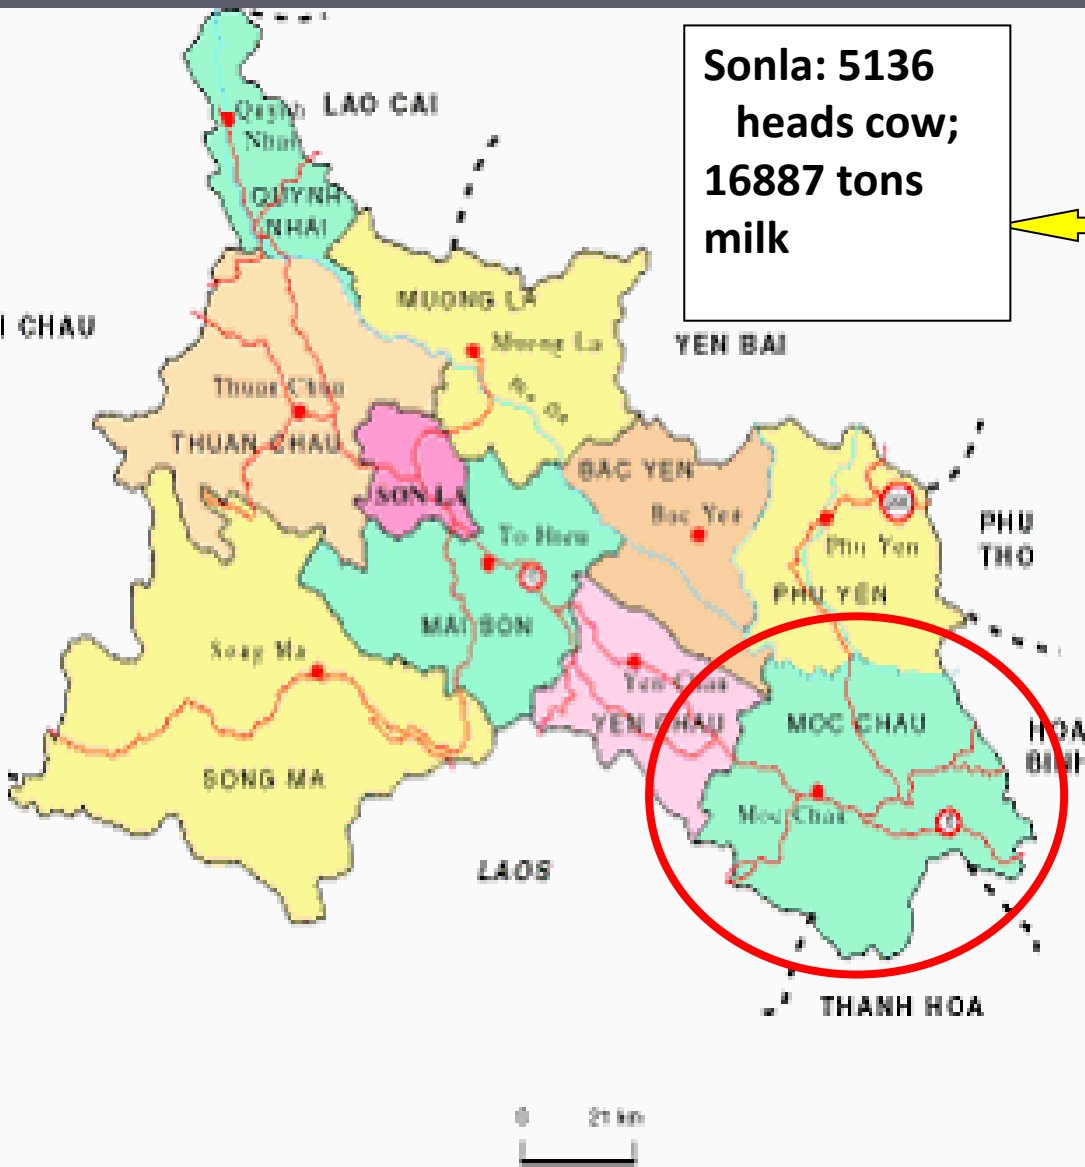 Sonla: 5136
heads cow;
16887 tons
milk
LAO CAI
Quynh
Nhai
QUYNH
NHAI
MUONG LA
I CHAU
YEN BAI
Muong La
Thuan Chau
THUAN CHAU
BAC YEN
SON LA
Bac Yen
PHU
THO
To Hieu
Phu Yen
PHU YEN
MAI SON
Song Ma
Yen Chau
YEN CHAU
MOC CHAU
HOA
BINH
SONG MA
Moc Chau
LAOS
THANH HOA
0 21 km